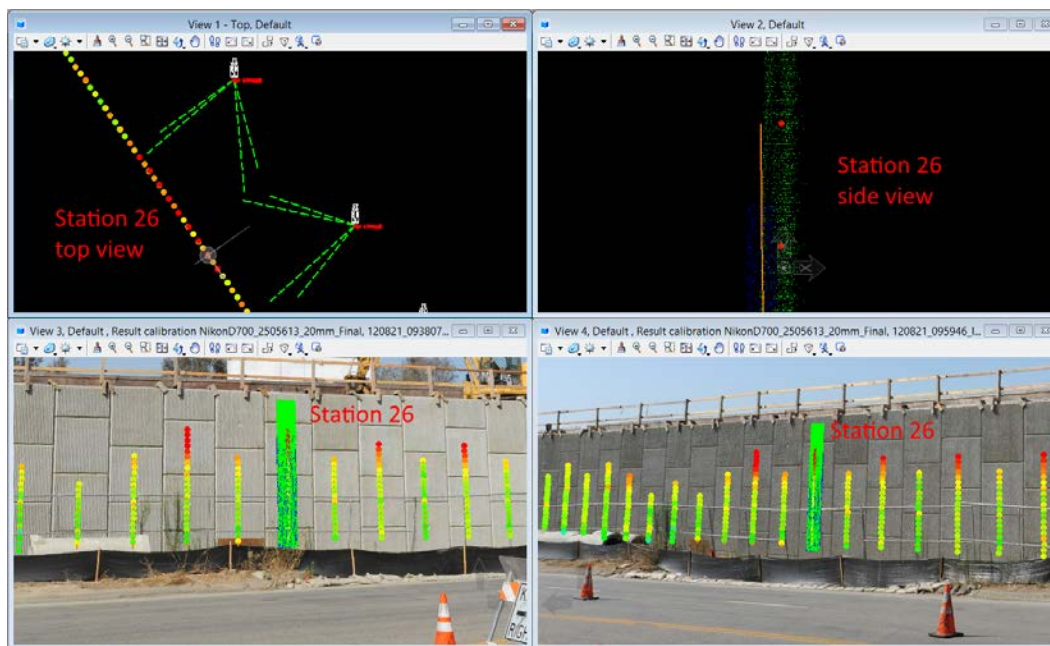 View 1 - Top, Default
Station 26
top view
View 2, Default
Station 26
side view
View 3, Default , Result calibration NikonD700_2505613_20mm_Final, 120821_093807...
Station 26
RIGH
View 4, Default , Result calibration NikonD700_2505613_20mm_Final, 120821_095946_I...
Station 26